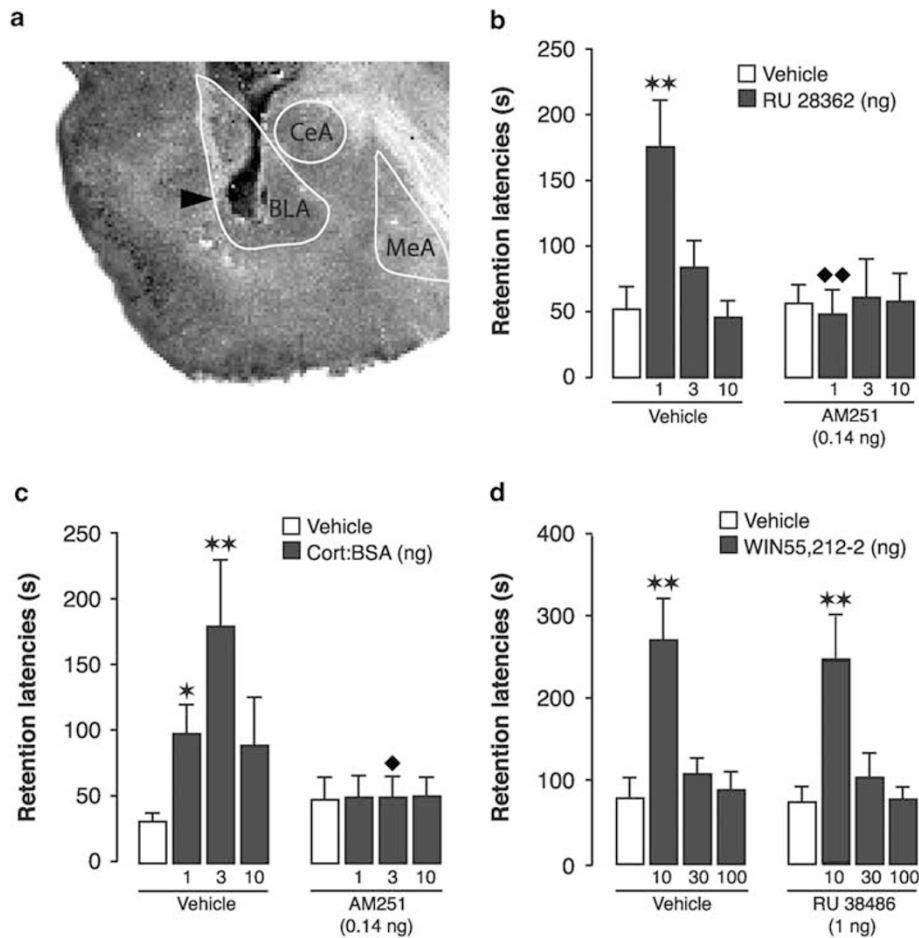 a
CeA
BLA
MeA
b
Retention latencies (s)
250
200
150
100
50
0
Vehicle
RU 28362 (ng)
✶✶
◆◆
1 3 10 1 3 10
Vehicle AM251
(0.14 ng)
c
Retention latencies (s)
250
200
150
100
50
0
Vehicle
Cort:BSA (ng)
✶
✶✶
◆
1 3 10 1 3 10
Vehicle AM251
(0.14 ng)
d
Retention latencies (s)
400
300
200
100
0
Vehicle
WIN55,212-2 (ng)
✶✶ ✶✶
10 30 100 10 30 100
Vehicle RU 38486
(1 ng)